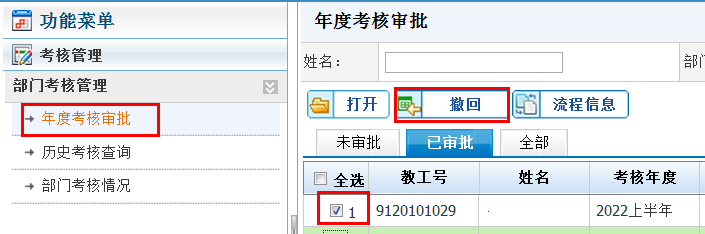 功能菜单
考核管理
部门考核管理
年度考核审批
历史考核查询
部门考核情况
年度考核审批
姓名： 部门
打开 撤回 流程信息
未审批 已审批 全部
全选 教工号 姓名 考核年度
1 9120101029 2022上半年